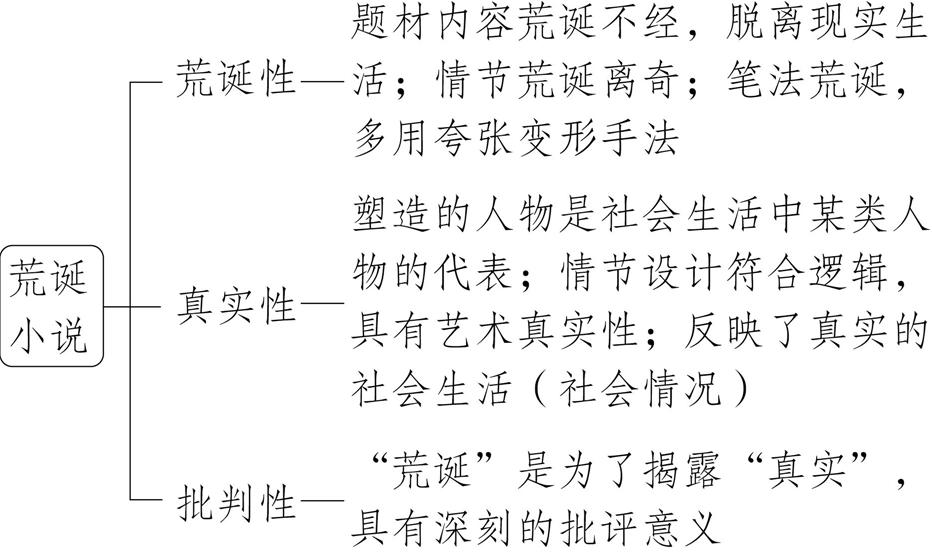 荒诞
小说
荒诞性
题材内容荒诞不经，脱离现实生
活；情节荒诞离奇；笔法荒诞，
多用夸张变形手法
真实性
塑造的人物是社会生活中某类人
物的代表；情节设计符合逻辑，
具有艺术真实性；反映了真实的
社会生活（社会情况）
批判性
“荒诞”是为了揭露“真实”，
具有深刻的批评意义